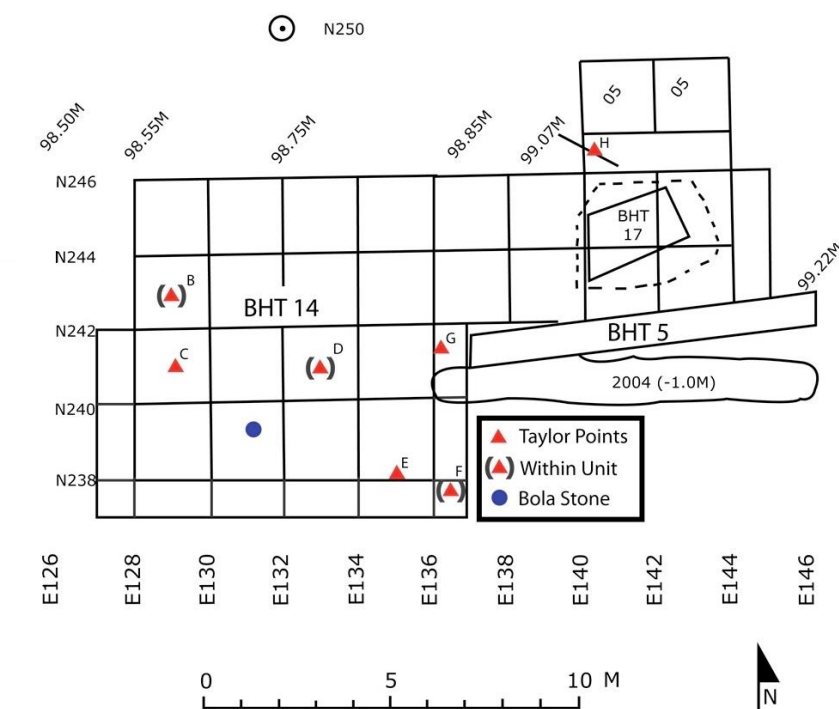 N250
98.50M
98.55M
98.75M
98.85M
99.07M
05
05
H
N246
BHT
17
N244
99.22M
B
BHT 14
N242
BHT 5
C
D
G
2004 (-1.0M)
N240
Taylor Points
Within Unit
Bola Stone
E
F
N238
E126
E128
E130
E132
E134
E136
E138
E140
E142
E144
E146
0 5 10 M
N